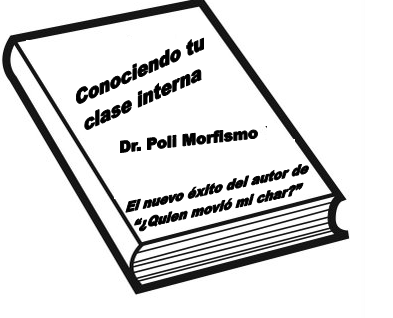 Conociendo tu
clase interna
Dr. Poli Morfismo
El nuevo éxito del autor de
"¿Quien movió mi char?"